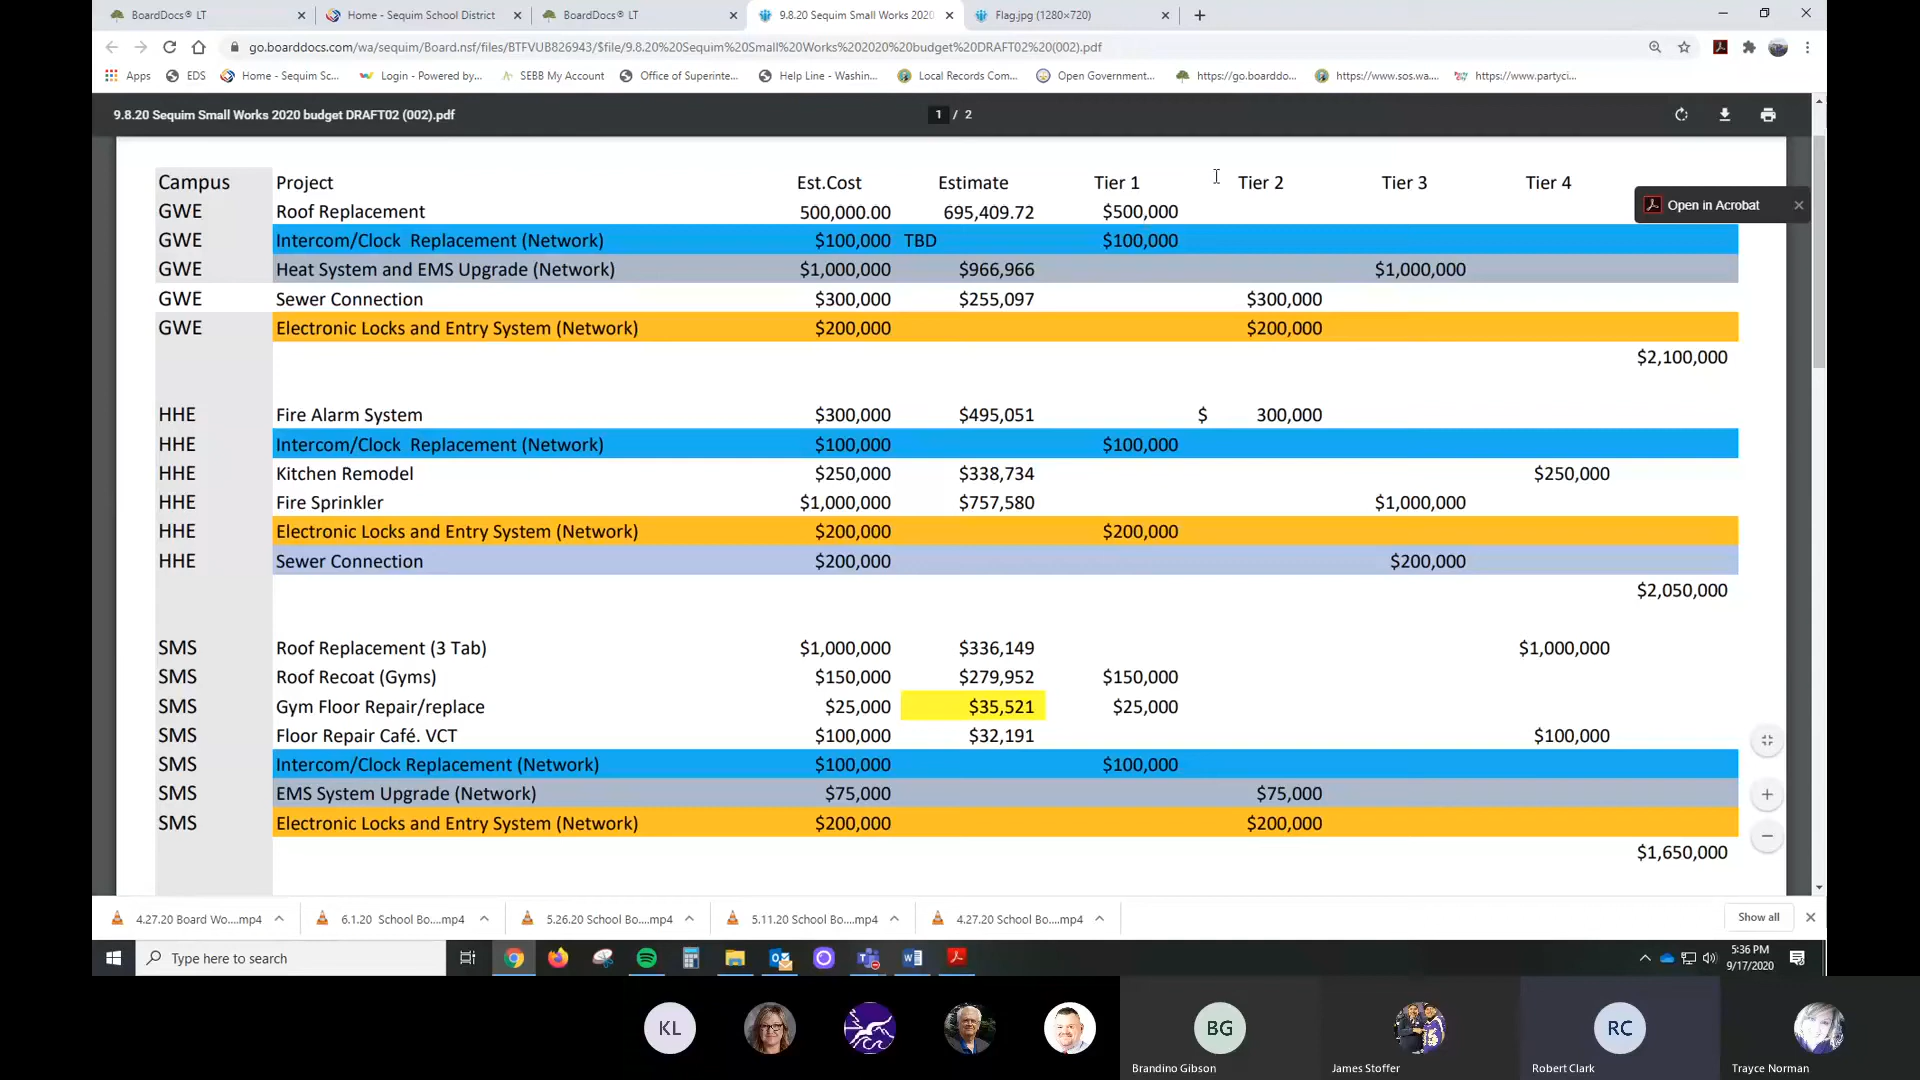 BoardDocs® LT
Home - Sequim School District
BoardDocs® LT
9.8.20 Sequim Small Works 2020
Flag.jpg (1280×720)
go.boarddocs.com/wa/sequim/Board.nsf/files/BTFVUB826943/$file/9.8.20%20Sequim%20Small%20Works%202020%20budget%20DRAFT02%20(002).pdf
Apps EDS Home - Sequim Sc... Login - Powered by... SEBB My Account Office of Superinte... Help Line - Washin... Local Records Com... Open Government... https://go.boarddo... https://www.sos.wa.... https://www.partyci...
9.8.20 Sequim Small Works 2020 budget DRAFT02 (002).pdf 1 / 2
Campus Project Est.Cost Estimate Tier 1 Tier 2 Tier 3 Tier 4
Open in Acrobat
GWE Roof Replacement 500,000.00 695,409.72 $500,000
GWE Intercom/Clock Replacement (Network) $100,000 TBD $100,000
GWE Heat System and EMS Upgrade (Network) $1,000,000 $966,966 $1,000,000
GWE Sewer Connection $300,000 $255,097 $300,000
GWE Electronic Locks and Entry System (Network) $200,000 $200,000
$2,100,000
HHE Fire Alarm System $300,000 $495,051 $ 300,000
HHE Intercom/Clock Replacement (Network) $100,000 $100,000
HHE Kitchen Remodel $250,000 $338,734 $250,000
HHE Fire Sprinkler $1,000,000 $757,580 $1,000,000
HHE Electronic Locks and Entry System (Network) $200,000 $200,000
HHE Sewer Connection $200,000 $200,000
$2,050,000
SMS Roof Replacement (3 Tab) $1,000,000 $336,149 $1,000,000
SMS Roof Recoat (Gyms) $150,000 $279,952 $150,000
SMS Gym Floor Repair/replace $25,000 $35,521 $25,000
SMS Floor Repair Café. VCT $100,000 $32,191 $100,000
SMS Intercom/Clock Replacement (Network) $100,000 $100,000
SMS EMS System Upgrade (Network) $75,000 $75,000
SMS Electronic Locks and Entry System (Network) $200,000 $200,000
$1,650,000
4.27.20 Board Wo....mp4 6.1.20 School Bo....mp4 5.26.20 School Bo....mp4 5.11.20 School Bo....mp4 4.27.20 School Bo....mp4 Show all
Type here to search
5:36 PM
9/17/2020
KL BG RC
Brandino Gibson James Stoffer Robert Clark Trayce Norman